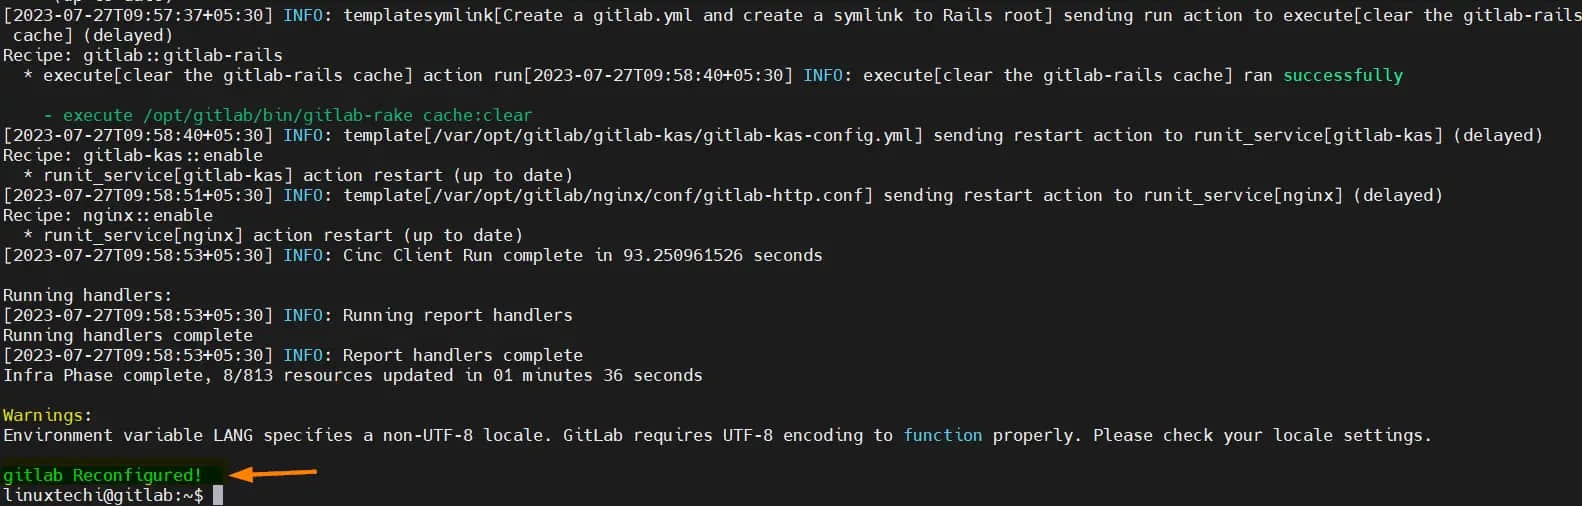 [2023-07-27T09:57:37+05:30] INFO: templatesymlink[Create a gitlab.yml and create a symlink to Rails root] sending run action to execute[clear the gitlab-rails
cache] (delayed)
Recipe: gitlab::gitlab-rails
* execute[clear the gitlab-rails cache] action run[2023-07-27T09:58:40+05:30] INFO: execute[clear the gitlab-rails cache] ran successfully
- execute /opt/gitlab/bin/gitlab-rake cache:clear
[2023-07-27T09:58:40+05:30] INFO: template[/var/opt/gitlab/gitlab-kas/gitlab-kas-config.yml] sending restart action to runit_service[gitlab-kas] (delayed)
Recipe: gitlab-kas::enable
* runit_service[gitlab-kas] action restart (up to date)
[2023-07-27T09:58:51+05:30] INFO: template[/var/opt/gitlab/nginx/conf/gitlab-http.conf] sending restart action to runit_service[nginx] (delayed)
Recipe: nginx::enable
* runit_service[nginx] action restart (up to date)
[2023-07-27T09:58:53+05:30] INFO: Cinc Client Run complete in 93.250961526 seconds
Running handlers:
[2023-07-27T09:58:53+05:30] INFO: Running report handlers
Running handlers complete
[2023-07-27T09:58:53+05:30] INFO: Report handlers complete
Infra Phase complete, 8/813 resources updated in 01 minutes 36 seconds
Warnings:
Environment variable LANG specifies a non-UTF-8 locale. GitLab requires UTF-8 encoding to function properly. Please check your locale settings.
gitlab Reconfigured!
linuxtechi@gitlab:~$